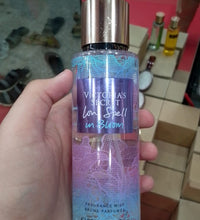 VICTORIA'S
SECRET
Love Spell
in Bloom
FRAGRANCE MIST
BRUME PARFUMÉE